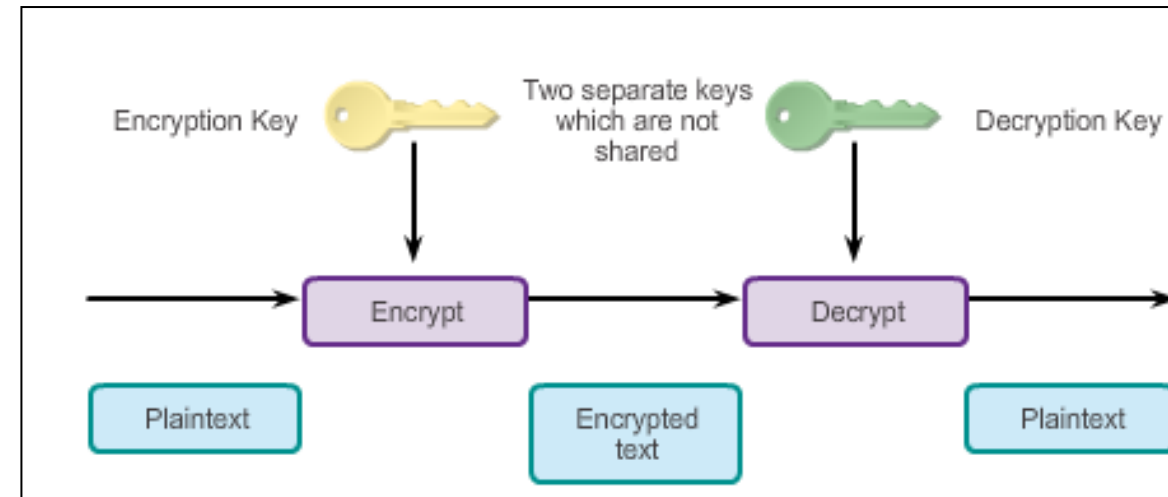 Encryption Key
Two separate keys
which are not
shared
Decryption Key
Encrypt
Decrypt
Plaintext
Encrypted
text
Plaintext